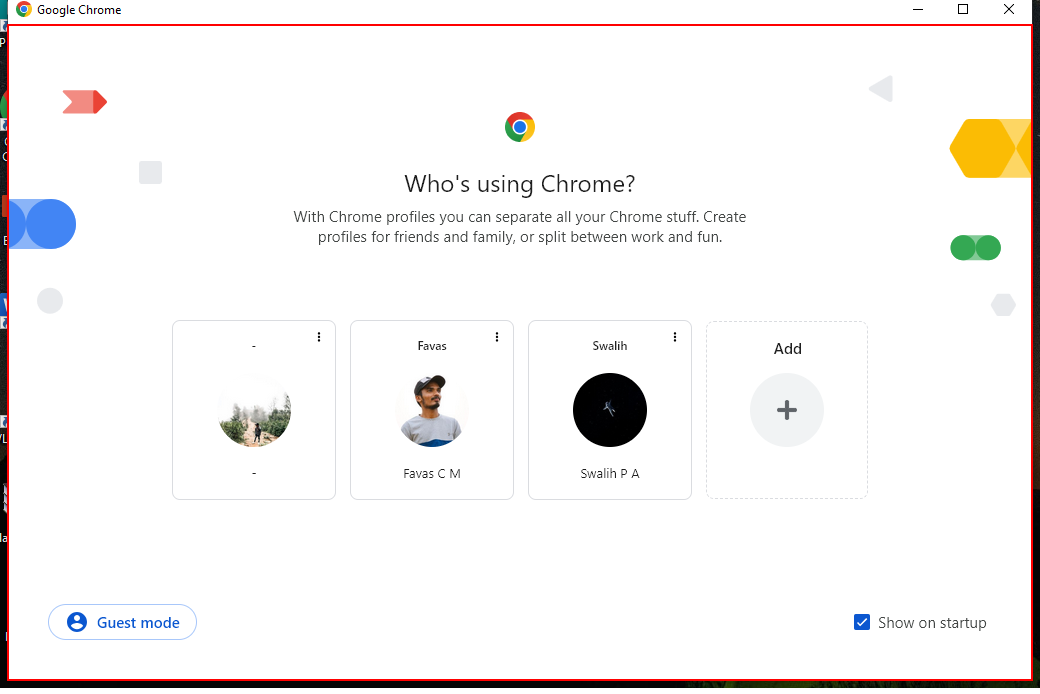 Google Chrome
Who's using Chrome?
With Chrome profiles you can separate all your Chrome stuff. Create
profiles for friends and family, or split between work and fun.
-
Favas
Swalih
Add
-
Favas C M
Swalih P A
Guest mode
Show on startup